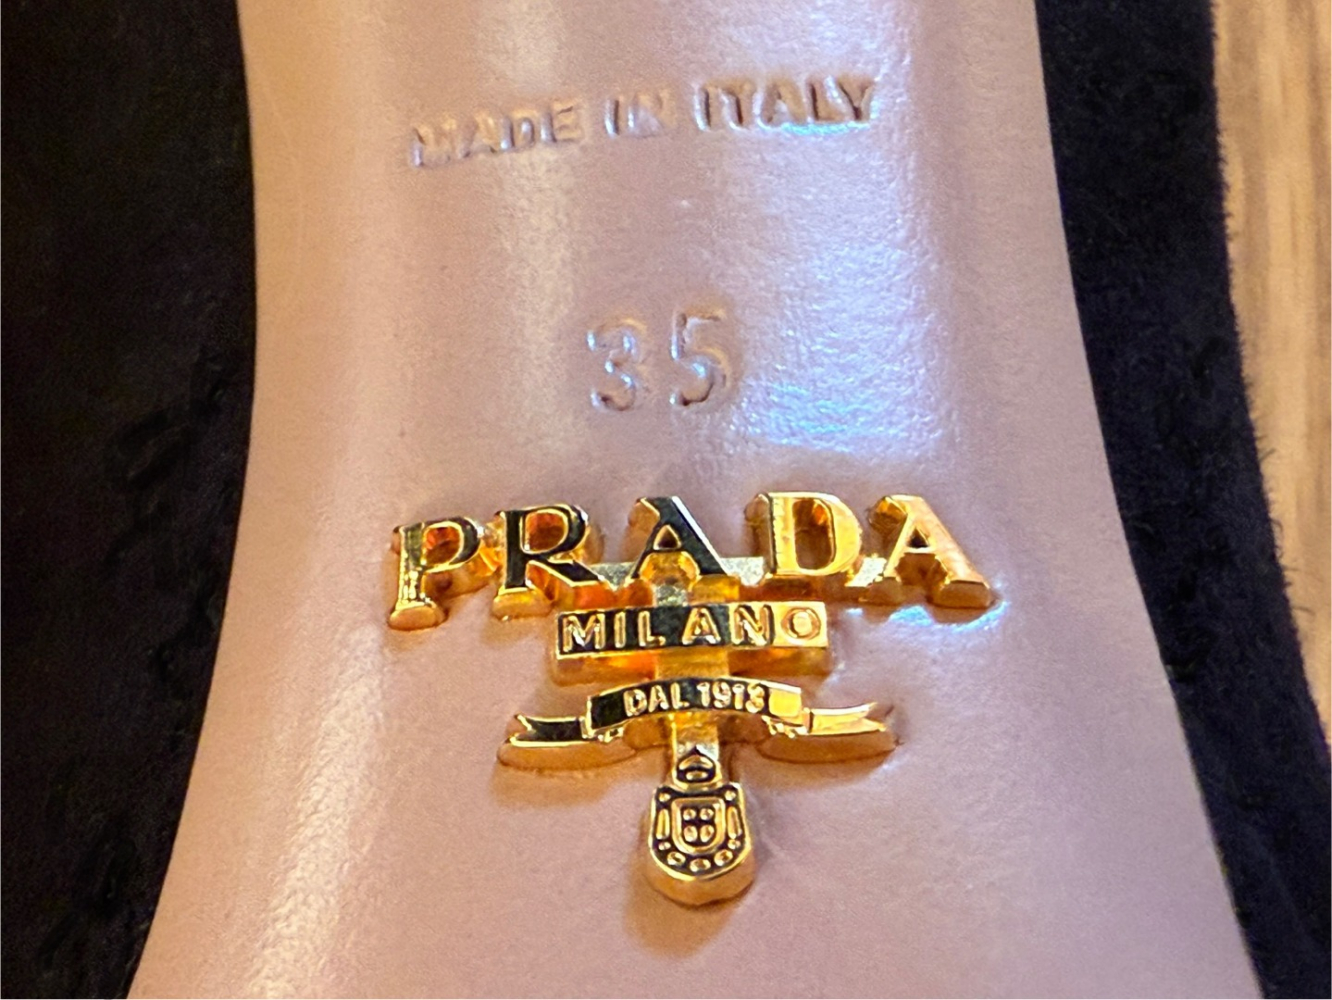 MADE IN ITALY
35
PRADA
MILANO
DAL 1913